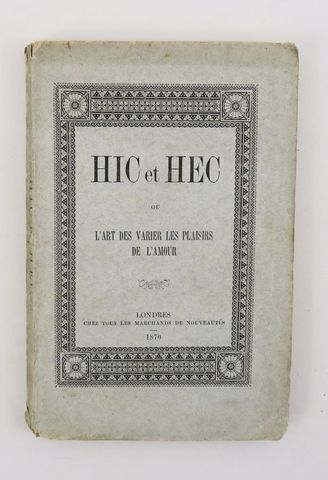 HIC et HEC
OU
L'ART DES VARIER LES PLAISIRS
DE L'AMOUR
LONDRES
CHEZ TOUS LES MARCHANDS DE NOUVEAUTÉS
1870